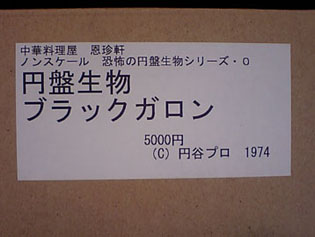 中華料理屋　恩珍軒
ノンスケール　恐怖の円盤生物シリーズ・０
円盤生物
ブラックガロン
5000円
（C）円谷プロ　1974